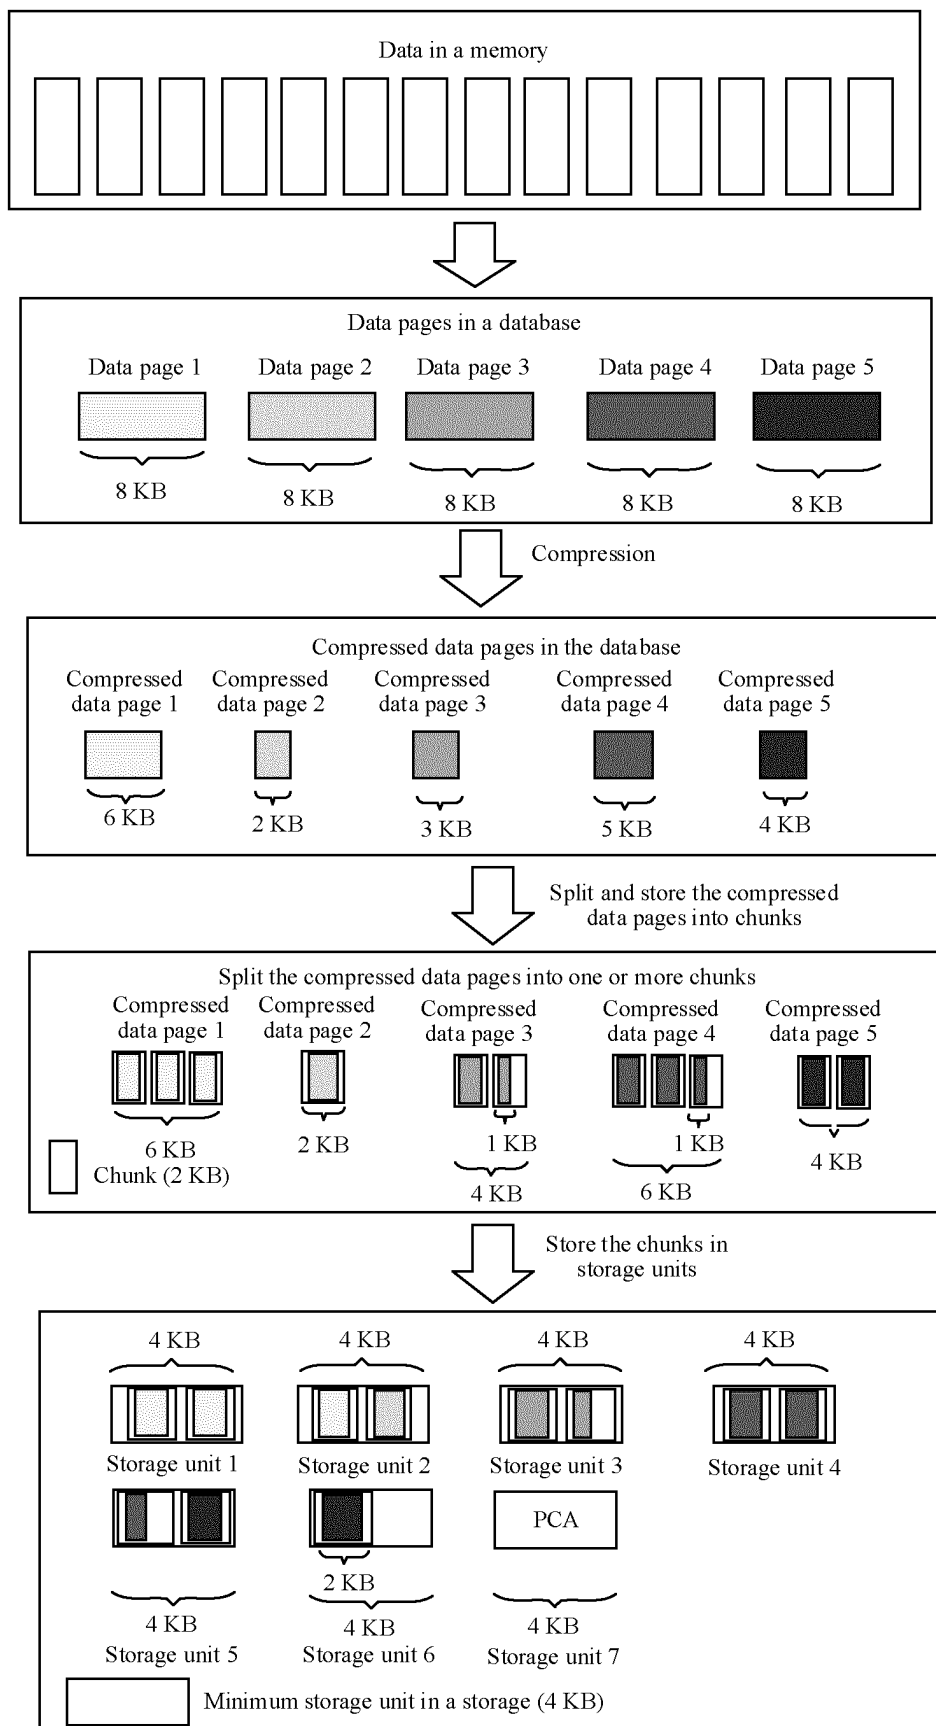 Data in a memory
Data pages in a database
Data page 1 Data page 2 Data page 3 Data page 4 Data page 5
8 KB 8 KB 8 KB 8 KB 8 KB
Compression
Compressed data pages in the database
Compressed Compressed Compressed Compressed Compressed
data page 1 data page 2 data page 3 data page 4 data page 5
6 KB 2 KB 3 KB 5 KB 4 KB
Split and store the compressed
data pages into chunks
Split the compressed data pages into one or more chunks
Compressed Compressed Compressed Compressed Compressed
data page 1 data page 2 data page 3 data page 4 data page 5
6 KB 2 KB 1 KB 1 KB 4 KB
Chunk (2 KB) 4 KB 6 KB
Store the chunks in
storage units
4 KB 4 KB 4 KB 4 KB
Storage unit 1 Storage unit 2 Storage unit 3 Storage unit 4
PCA
2 KB
4 KB 4 KB 4 KB
Storage unit 5 Storage unit 6 Storage unit 7
Minimum storage unit in a storage (4 KB)